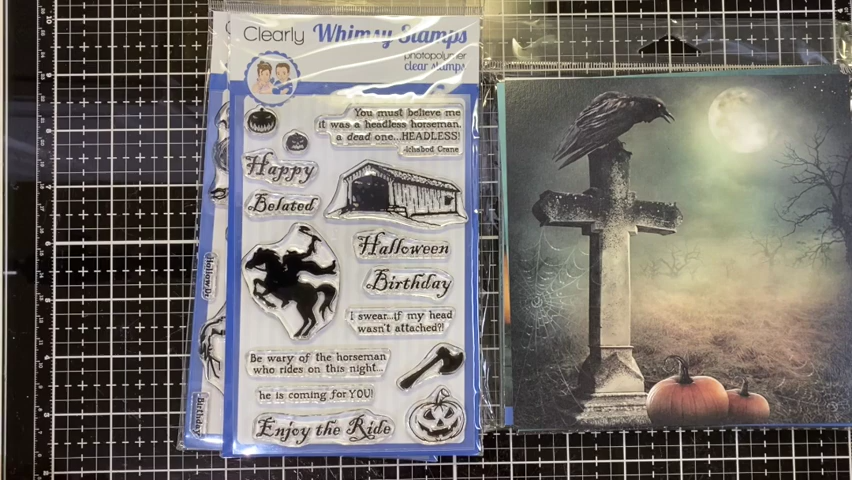 Clearly Whimsy Stamps
photopolymer
clear stamps
You must believe me
it was a headless horseman,
a dead one...HEADLESS!
-Ichabod Crane
Happy
Belated
Halloween
Birthday
I swear...if my head
wasn't attached?!
Be wary of the horseman
who rides on this night...
he is coming for YOU!
Enjoy the Ride
Hollow
Birthday